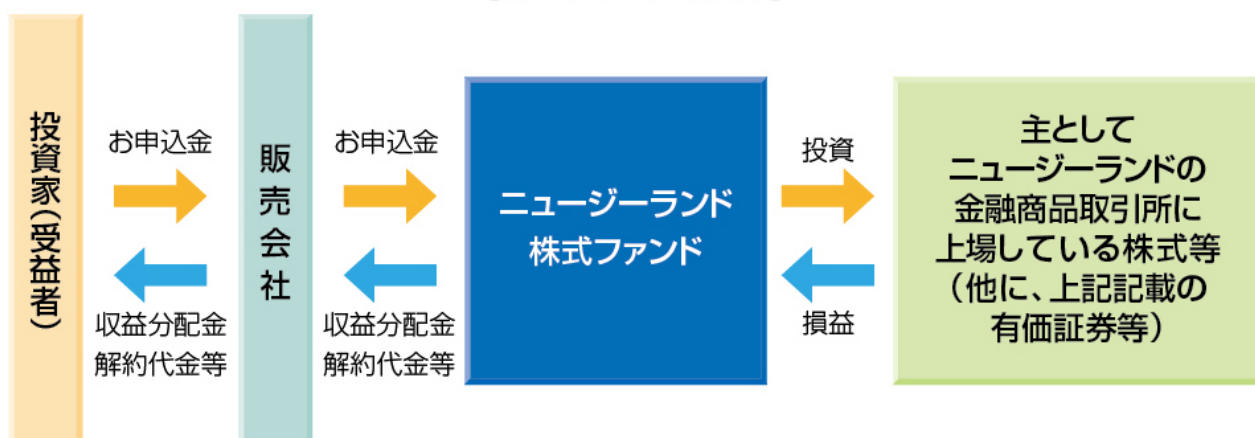 投資家(受益者)
お申込金
収益分配金
解約代金等
販売会社
お申込金
収益分配金
解約代金等
ニュージーランド
株式ファンド
投資
損益
主として
ニュージーランドの
金融商品取引所に
上場している株式等
(他に、上記記載の
有価証券等)